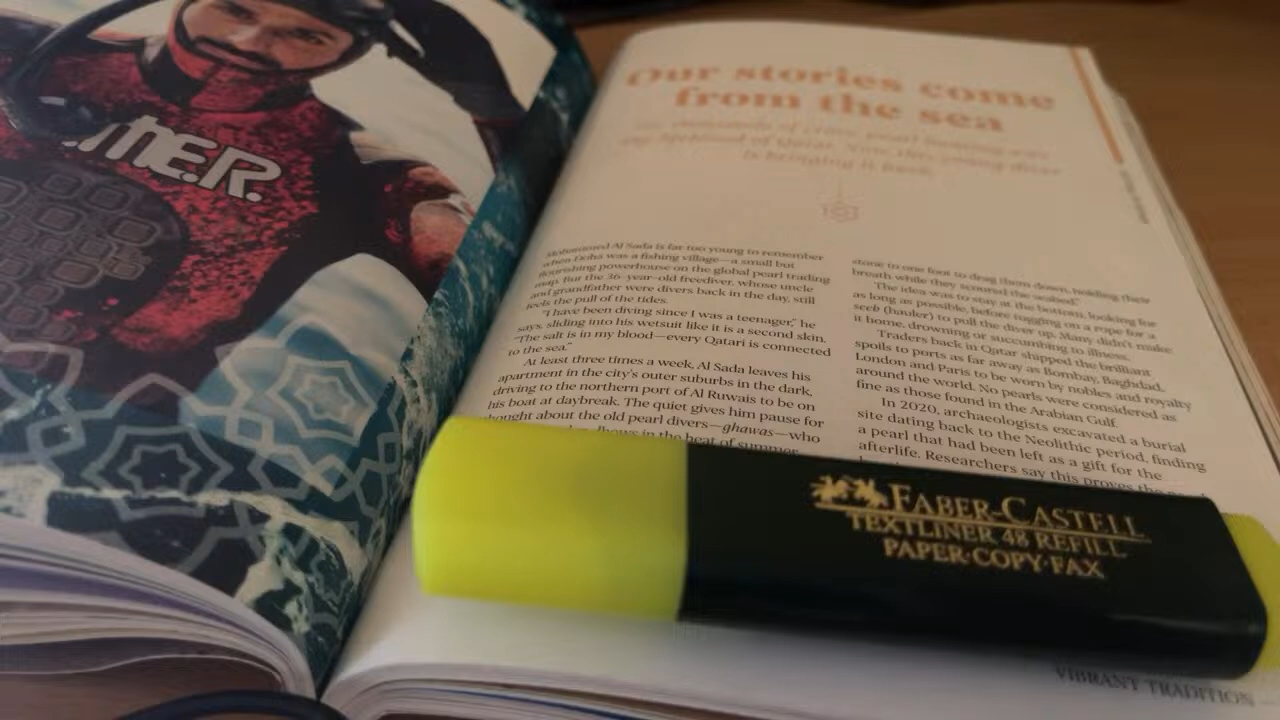 .m.E.R.
Our stories come
from the sea
is bringing it back
Mohammed Al Sada is far too young to remember
when Doha was a fishing village—a small but
flourishing powerhouse on the global pearl trading
map. But the 36-year-old freediver, whose uncle
and grandfather were divers back in the day, still
feels the pull of the tides.
"I have been diving since I was a teenager," he
says, sliding into his wetsuit like it is a second skin.
"The salt is in my blood—every Qatari is connected
to the sea."
At least three times a week, Al Sada leaves his
apartment in the city's outer suburbs in the dark,
driving to the northern port of Al Ruwais to be on
his boat at daybreak. The quiet gives him pause for
thought about the old pearl divers—ghawas—who
in the heat of summer
stone to one foot to drag them down, holding their
breath while they scoured the seabed."
The idea was to stay at the bottom, looking for
as long as possible, before tugging on a rope for a
seeb (hauler) to pull the diver up. Many didn't make
it home, drowning or succumbing to illness.
Traders back in Qatar shipped the brilliant
spoils to ports as far away as Bombay, Baghdad,
London and Paris to be worn by nobles and royalty
around the world. No pearls were considered as
fine as those found in the Arabian Gulf.
In 2020, archaeologists excavated a burial
site dating back to the Neolithic period, finding
a pearl that had been left as a gift for the
afterlife. Researchers say this proves the
FABER-CASTELL
TEXTLINER 48 REFILL
PAPER·COPY·FAX
VIBRANT TRADITION